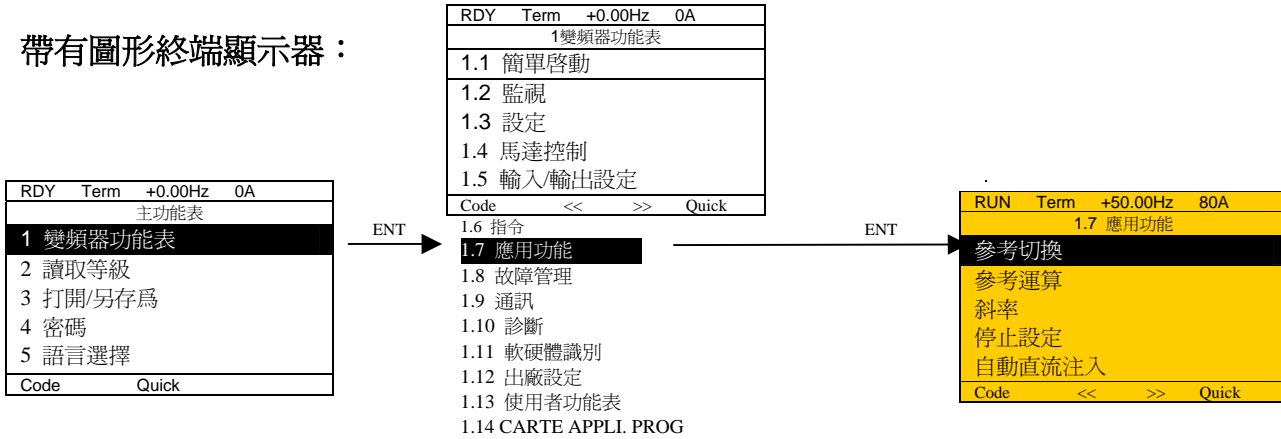 帶有圖形終端顯示器：
RDY Term +0.00Hz 0A
主功能表
1 變頻器功能表
2 讀取等級
3 打開/另存爲
4 密碼
5 語言選擇
Code Quick
ENT
RDY Term +0.00Hz 0A
1變頻器功能表
1.1 簡單啓動
1.2 監視
1.3 設定
1.4 馬達控制
1.5 輸入/輸出設定
Code << >> Quick
1.6 指令
1.7 應用功能
1.8 故障管理
1.9 通訊
1.10 診斷
1.11 軟硬體識別
1.12 出廠設定
1.13 使用者功能表
1.14 CARTE APPLI. PROG
ENT
RUN Term +50.00Hz 80A
1.7 應用功能
參考切換
參考運算
斜率
停止設定
自動直流注入
Code << >> Quick